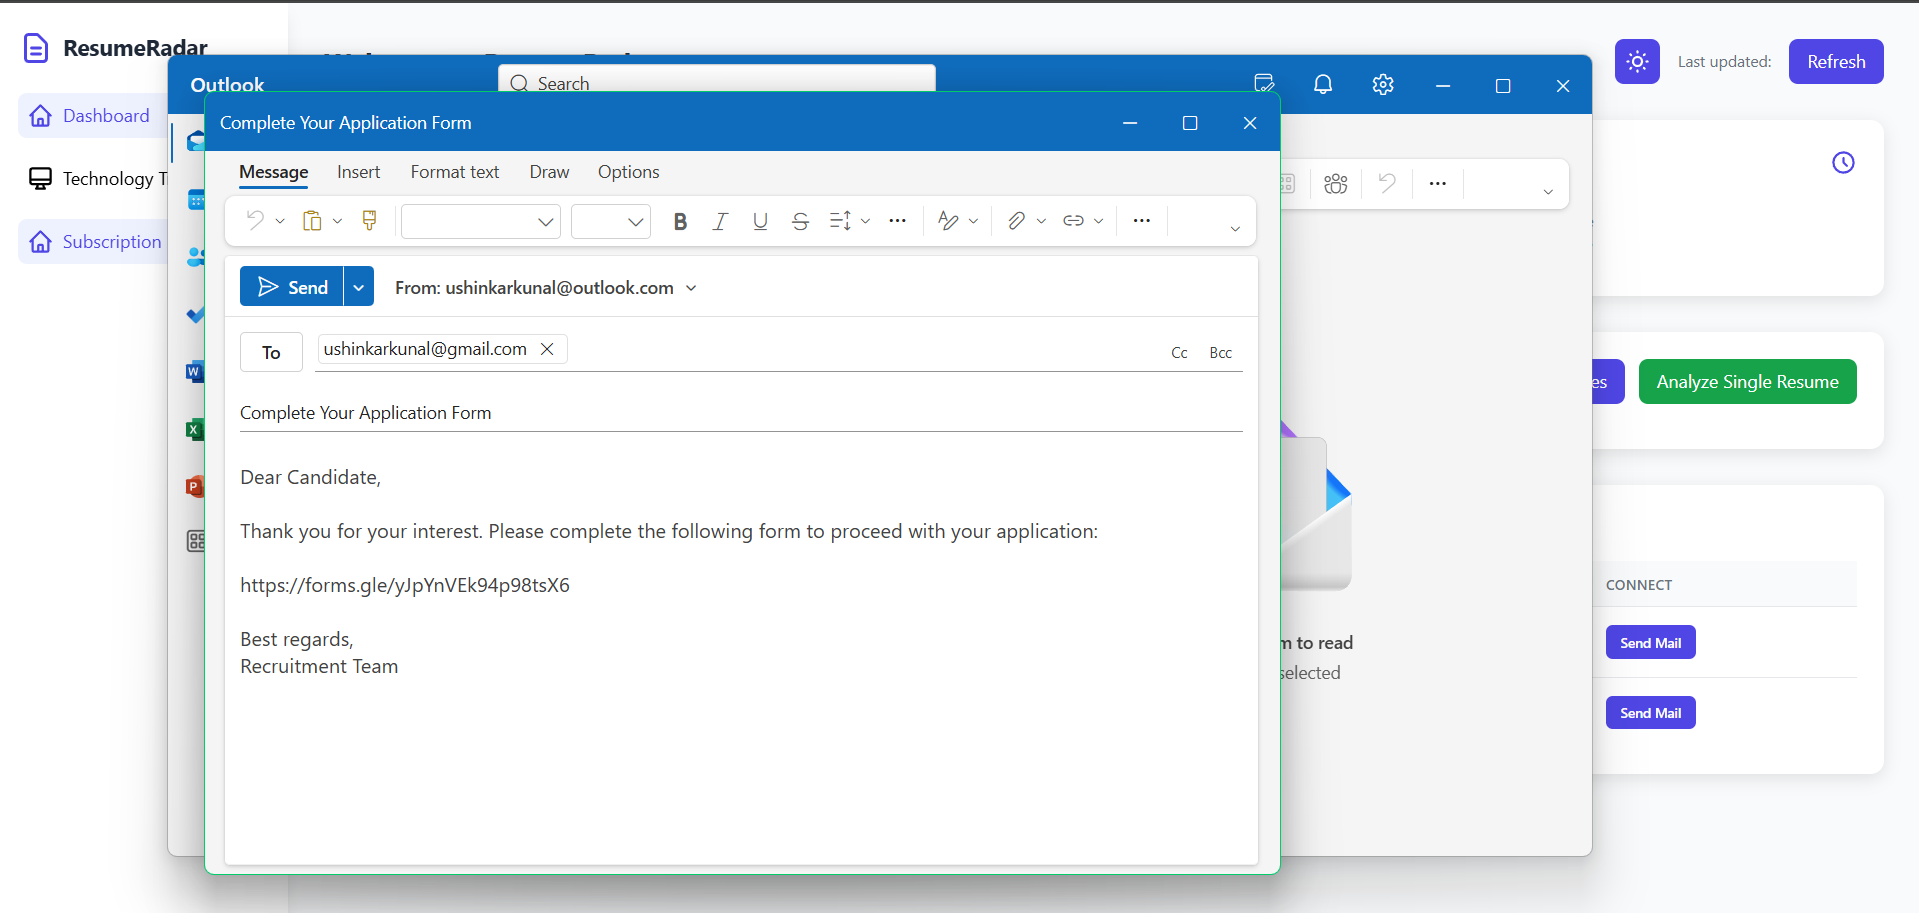 ResumeRadar
Dashboard
Technology T
Subscription
Last updated:
Refresh
Outlook
Search
Complete Your Application Form
Message
Insert
Format text
Draw
Options
Send
From: ushinkarkunal@outlook.com
To
ushinkarkunal@gmail.com
Cc
Bcc
Complete Your Application Form
Dear Candidate,
Thank you for your interest. Please complete the following form to proceed with your application:
https://forms.gle/yJpYnVEk94p98tsX6
Best regards,
Recruitment Team
m to read
selected
es
Analyze Single Resume
CONNECT
Send Mail
Send Mail